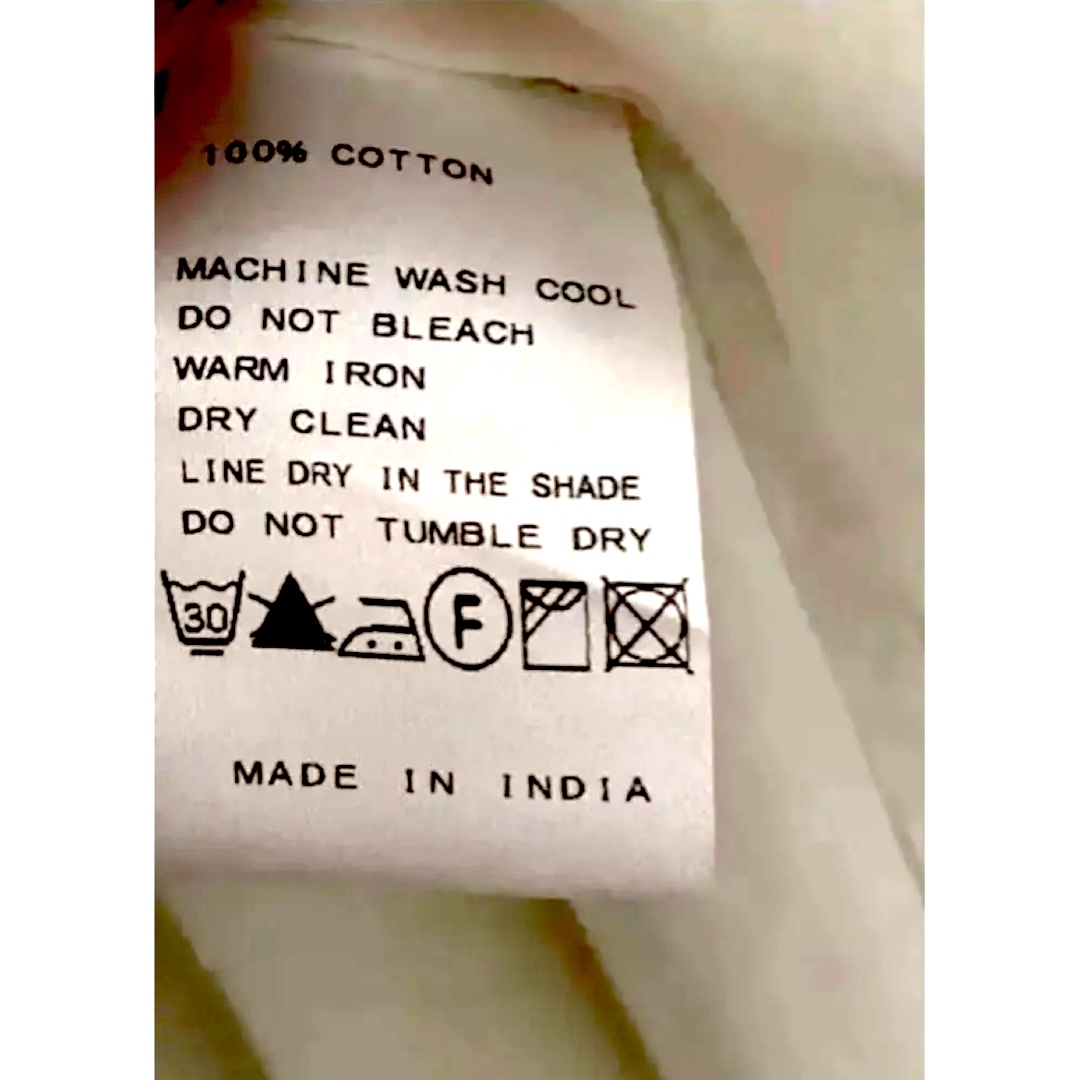 100% COTTON
MACHINE WASH COOL
DO NOT BLEACH
WARM IRON
DRY CLEAN
LINE DRY IN THE SHADE
DO NOT TUMBLE DRY
30 F
MADE IN INDIA